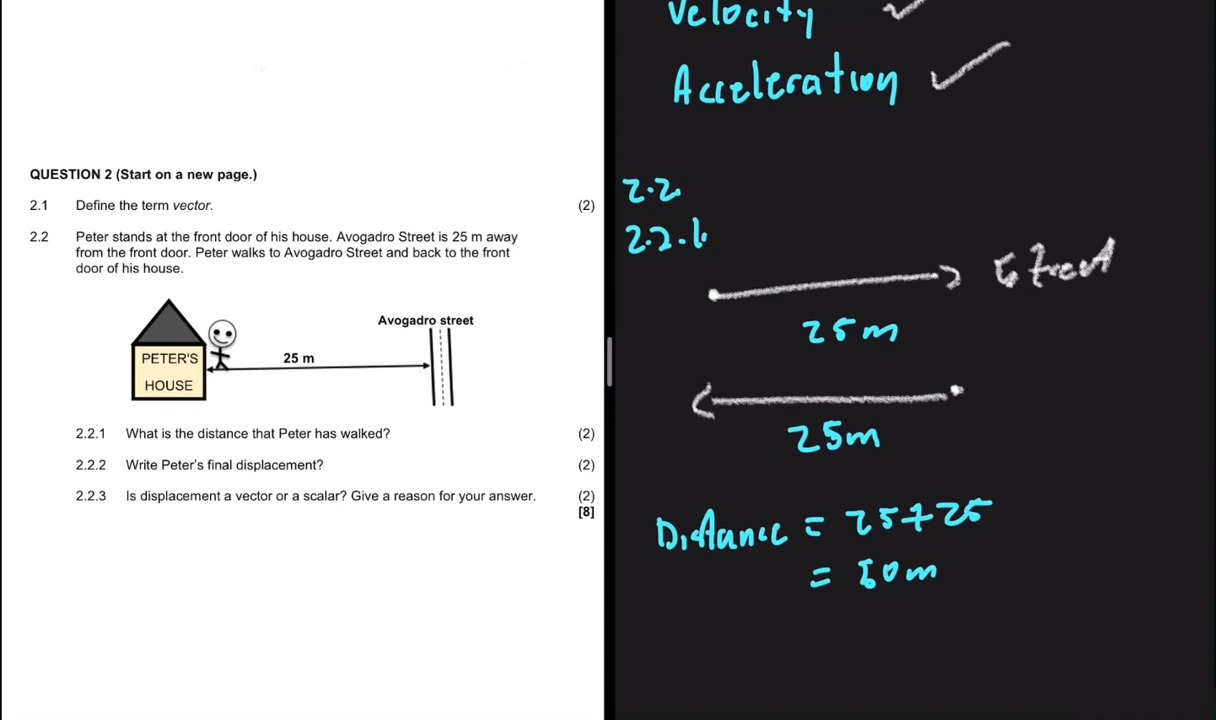 QUESTION 2 (Start on a new page.)
2.1 Define the term vector. (2)
2.2 Peter stands at the front door of his house. Avogadro Street is 25 m away
from the front door. Peter walks to Avogadro Street and back to the front
door of his house.
Avogadro street
PETER'S
HOUSE
25 m
2.2.1 What is the distance that Peter has walked? (2)
2.2.2 Write Peter's final displacement? (2)
2.2.3 Is displacement a vector or a scalar? Give a reason for your answer. (2)
[8]
Velocity
Acceleration
2.2.
2.2.1.
Street
25m
25m
Distance = 25+25
= 50m